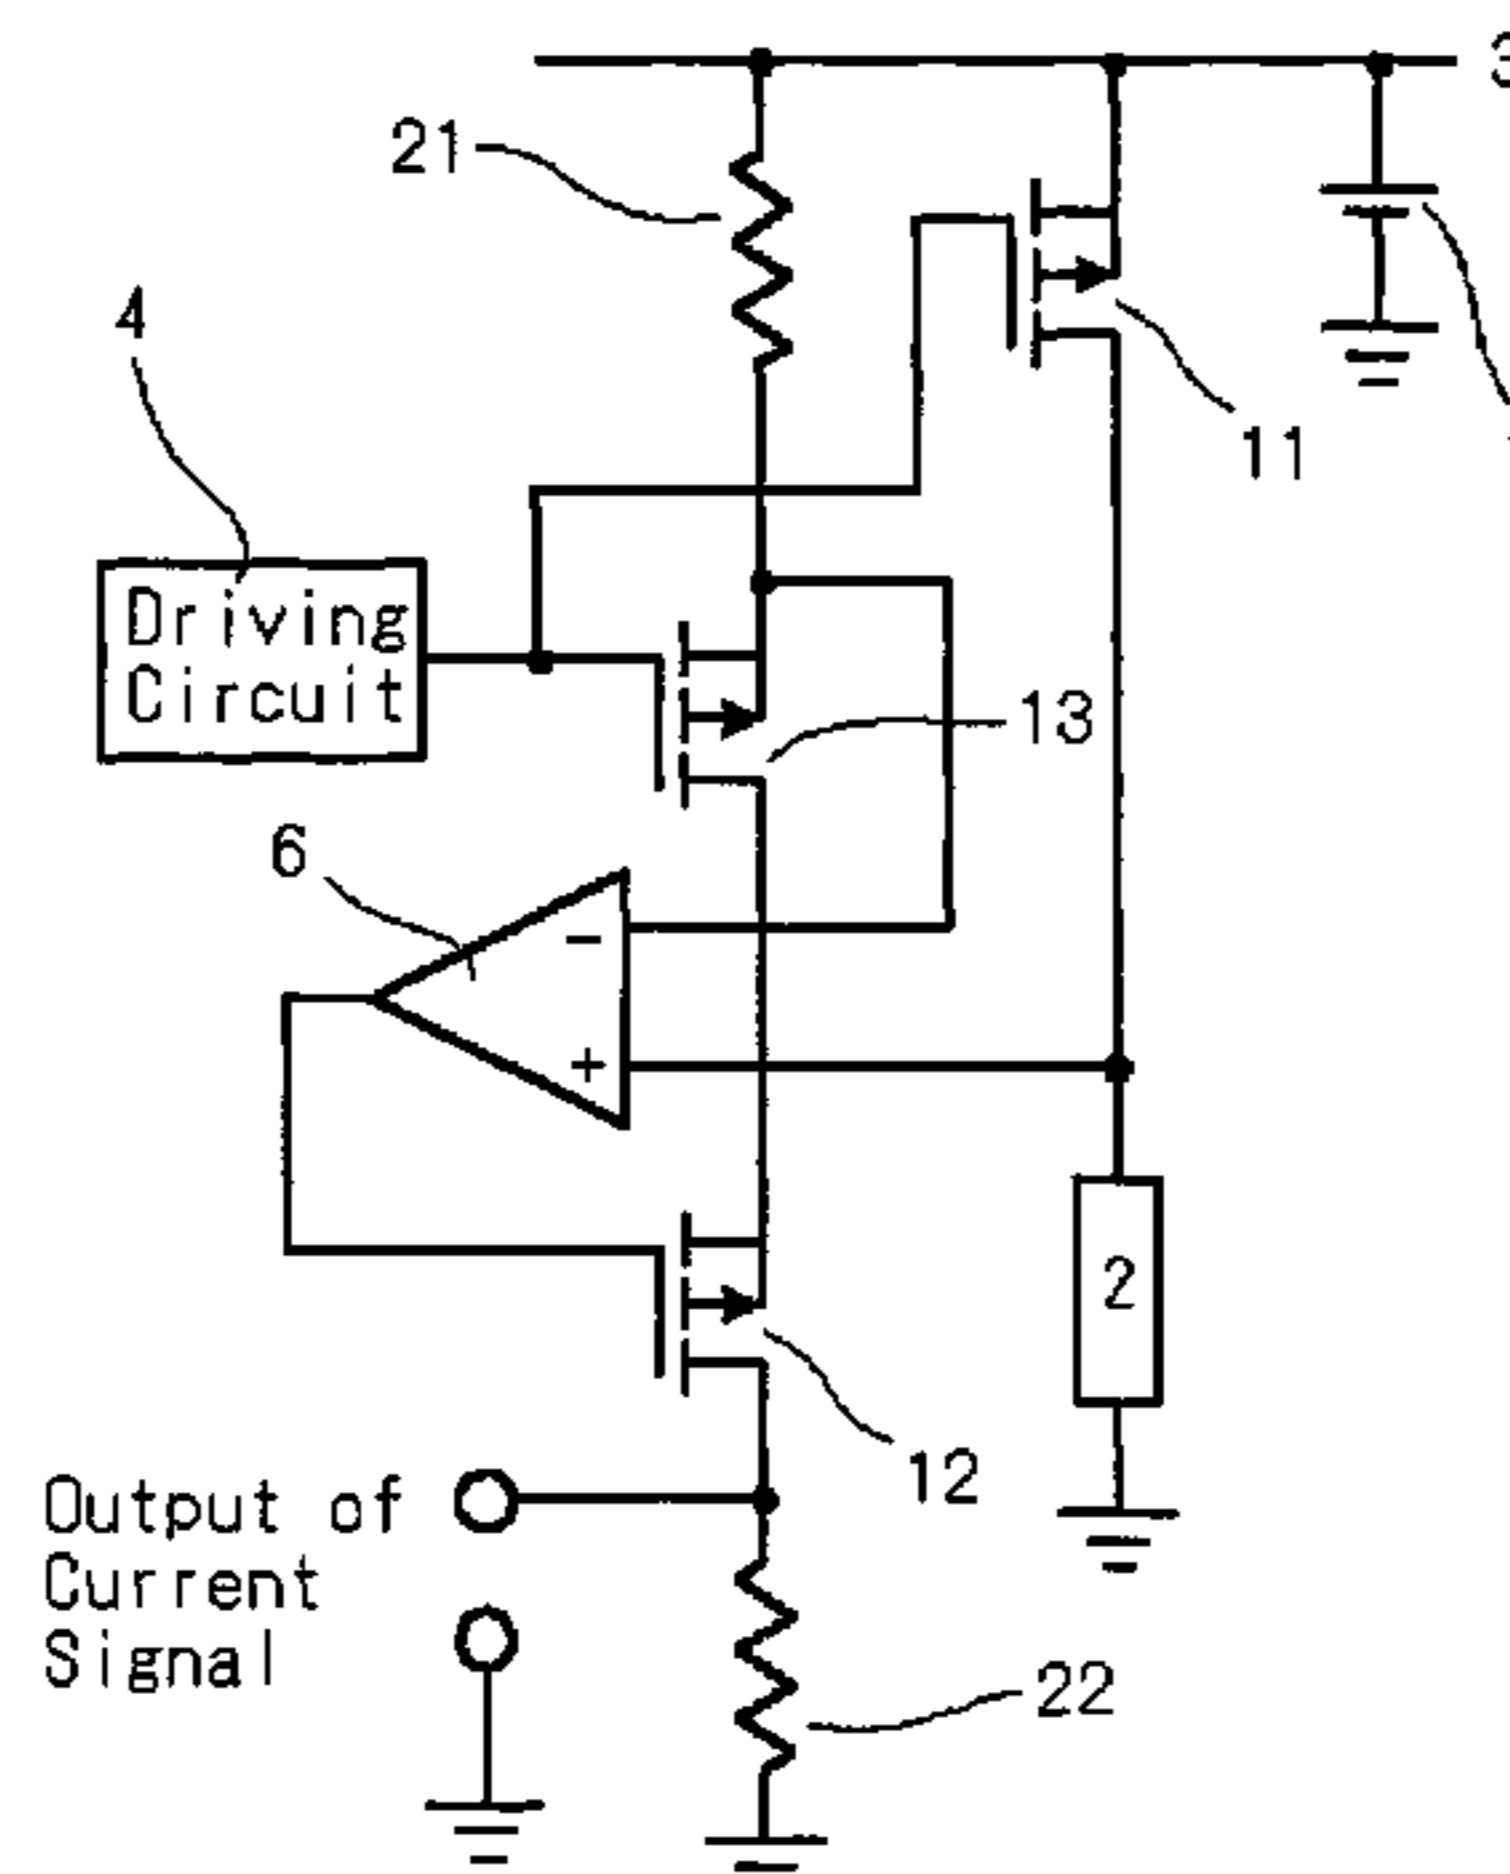 3
21
4
11
Driving
Circuit
13
6
-
+
2
12
Output of
Current
Signal
22